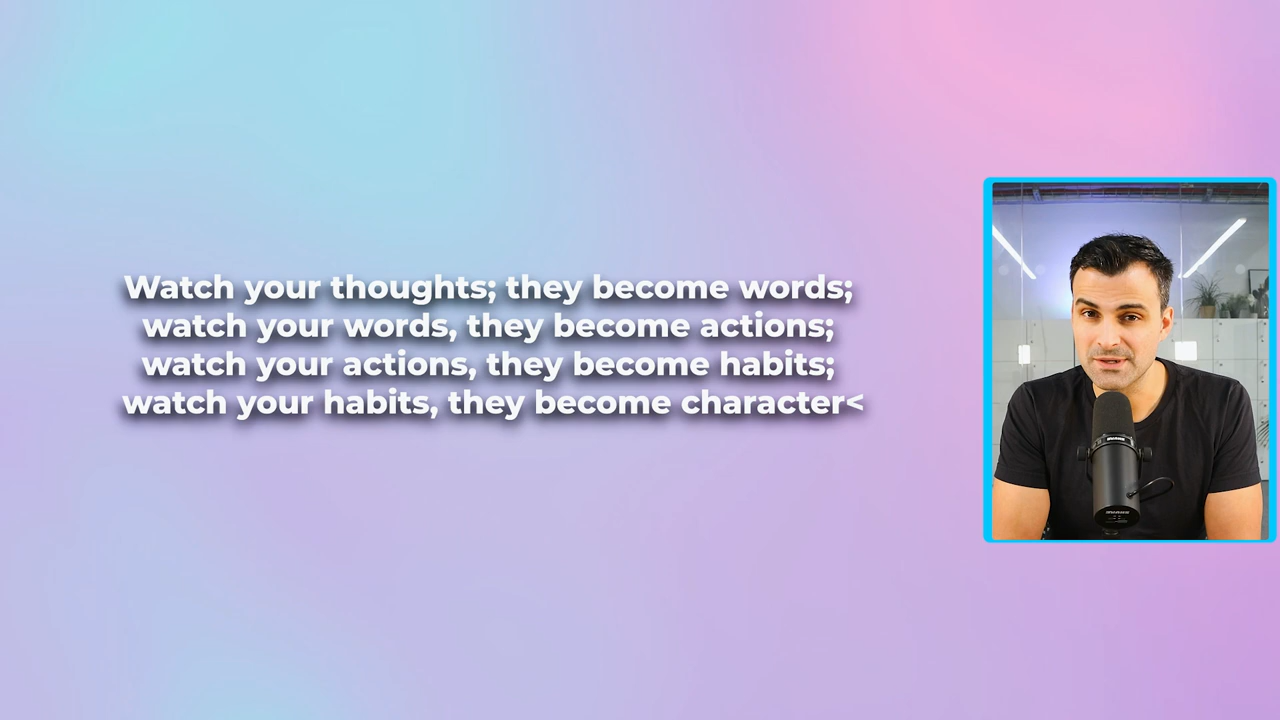 Watch your thoughts; they become words;
watch your words, they become actions;
watch your actions, they become habits;
watch your habits, they become character<